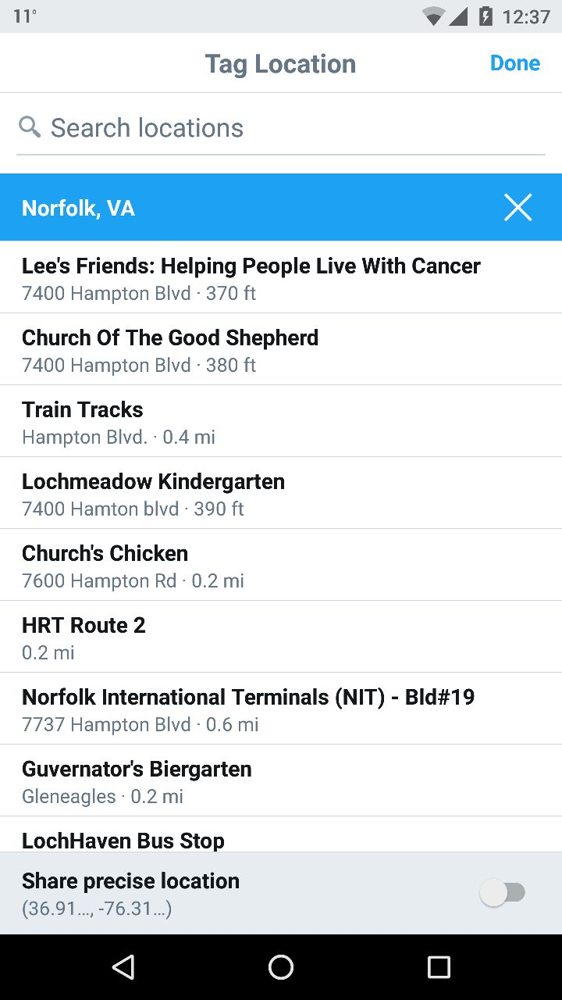 11°
12:37
Tag Location
Done
Search locations
Norfolk, VA
Lee's Friends: Helping People Live With Cancer
7400 Hampton Blvd · 370 ft
Church Of The Good Shepherd
7400 Hampton Blvd · 380 ft
Train Tracks
Hampton Blvd. · 0.4 mi
Lochmeadow Kindergarten
7400 Hamton blvd · 390 ft
Church's Chicken
7600 Hampton Rd · 0.2 mi
HRT Route 2
0.2 mi
Norfolk International Terminals (NIT) - Bld#19
7737 Hampton Blvd · 0.6 mi
Guvernator's Biergarten
Gleneagles · 0.2 mi
LochHaven Bus Stop
Share precise location
(36.91…, -76.31…)